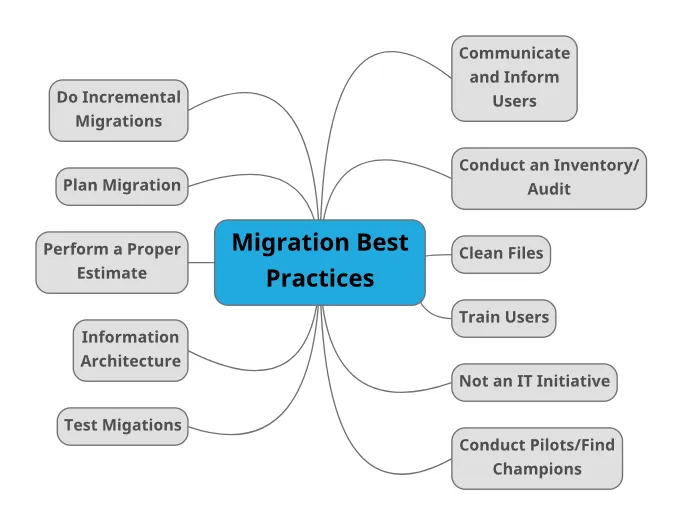 Communicate
and Inform
Users
Do Incremental
Migrations
Conduct an Inventory/
Audit
Plan Migration
Migration Best
Practices
Perform a Proper
Estimate
Clean Files
Train Users
Information
Architecture
Not an IT Initiative
Test Migations
Conduct Pilots/Find
Champions